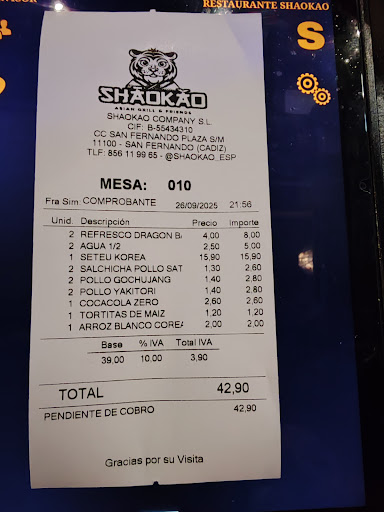 RESTAURANTE SHAOKAO
S
SHĀOKĀO
ASIAN GRILL & FRIENDS
SHAOKAO COMPANY S.L.
CIF: B-55434310
CC SAN FERNANDO PLAZA S/M
11100 - SAN FERNANDO (CADIZ)
TLF: 856 11 99 65 - @SHAOKAO_ESP
MESA: 010
Fra Sim: COMPROBANTE 26/09/2025 21:56
Unid. Descripción Precio Importe
2 REFRESCO DRAGON BA 4,00 8,00
2 AGUA 1/2 2,50 5,00
1 SETEU KOREA 15,90 15,90
2 SALCHICHA POLLO SAT 1,30 2,60
2 POLLO GOCHUJANG 1,40 2,80
2 POLLO YAKITORI 1,40 2,80
1 COCACOLA ZERO 2,60 2,60
1 TORTITAS DE MAIZ 1,20 1,20
1 ARROZ BLANCO COREA 2,00 2,00
Base % IVA Total IVA
39,00 10,00 3,90
TOTAL 42,90
PENDIENTE DE COBRO 42,90
Gracias por su Visita